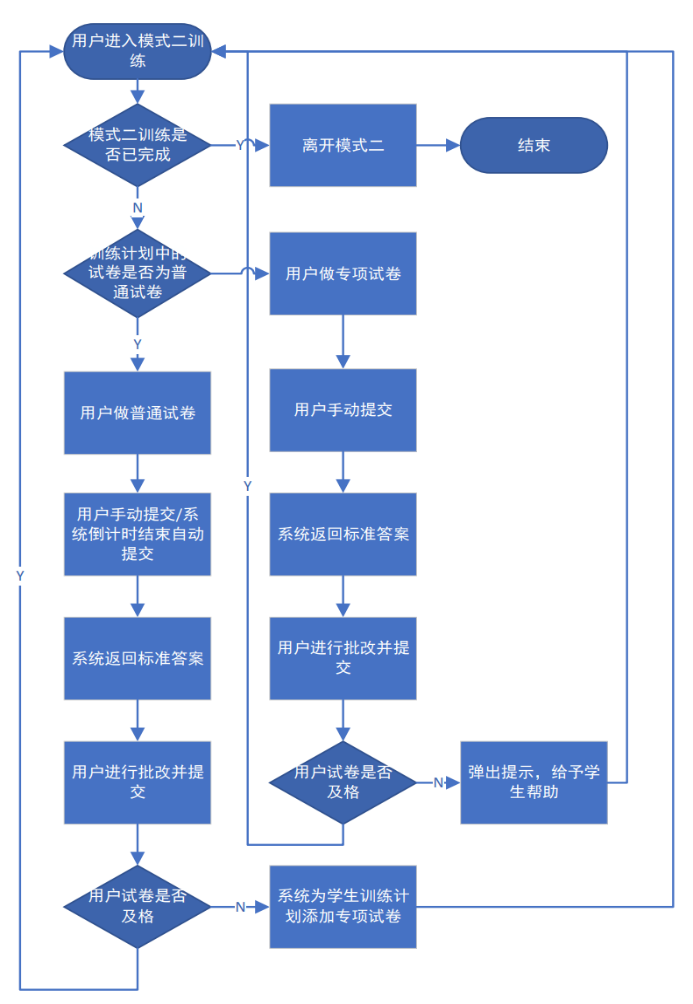 用户进入模式二训
练
模式二训练是
否已完成
Y
离开模式二
结束
N
训练计划中的
试卷是否为普
通试卷
用户做专项试卷
Y
用户做普通试卷
用户手动提交
Y
用户手动提交/系
统倒计时结束自动
提交
系统返回标准答案
Y
系统返回标准答案
用户进行批改并提
交
用户进行批改并提
交
用户试卷是否
及格
N
弹出提示，给予学
生帮助
用户试卷是否
及格
N
系统为学生训练计
划添加专项试卷